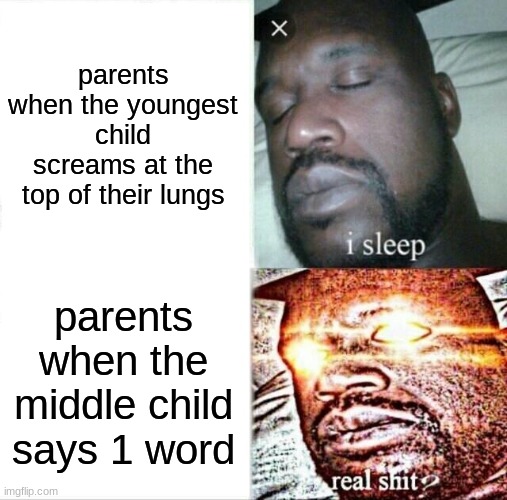 parents
when the youngest
child
screams at the
top of their lungs
i sleep
parents
when the
middle child
says 1 word
real shit?
imgflip.com